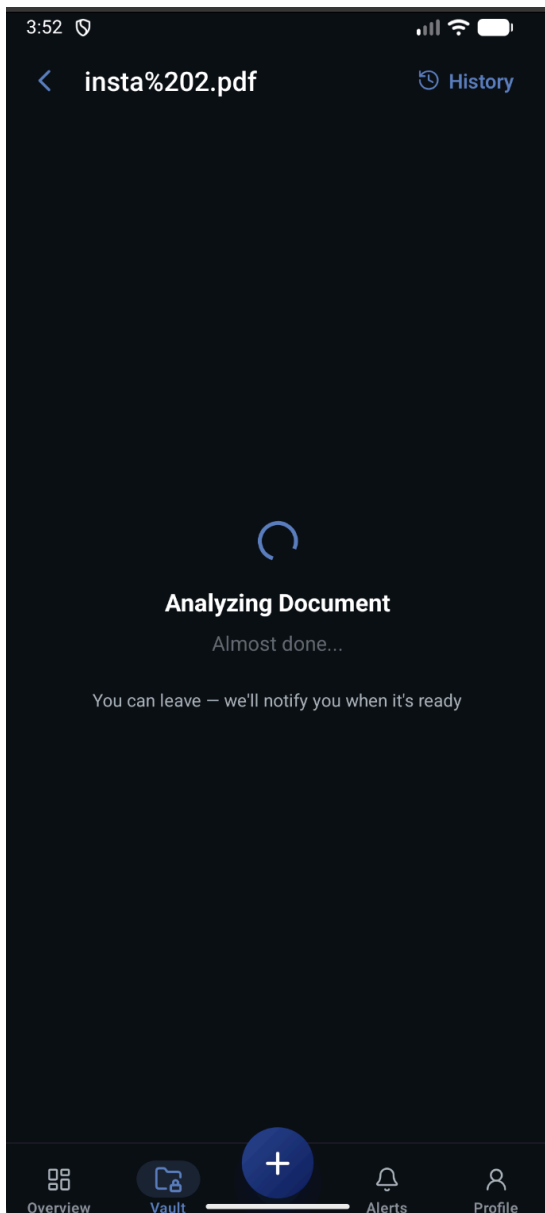 3:52
insta%202.pdf
History
Analyzing Document
Almost done...
You can leave — we'll notify you when it's ready
Overview
Vault
Alerts
Profile